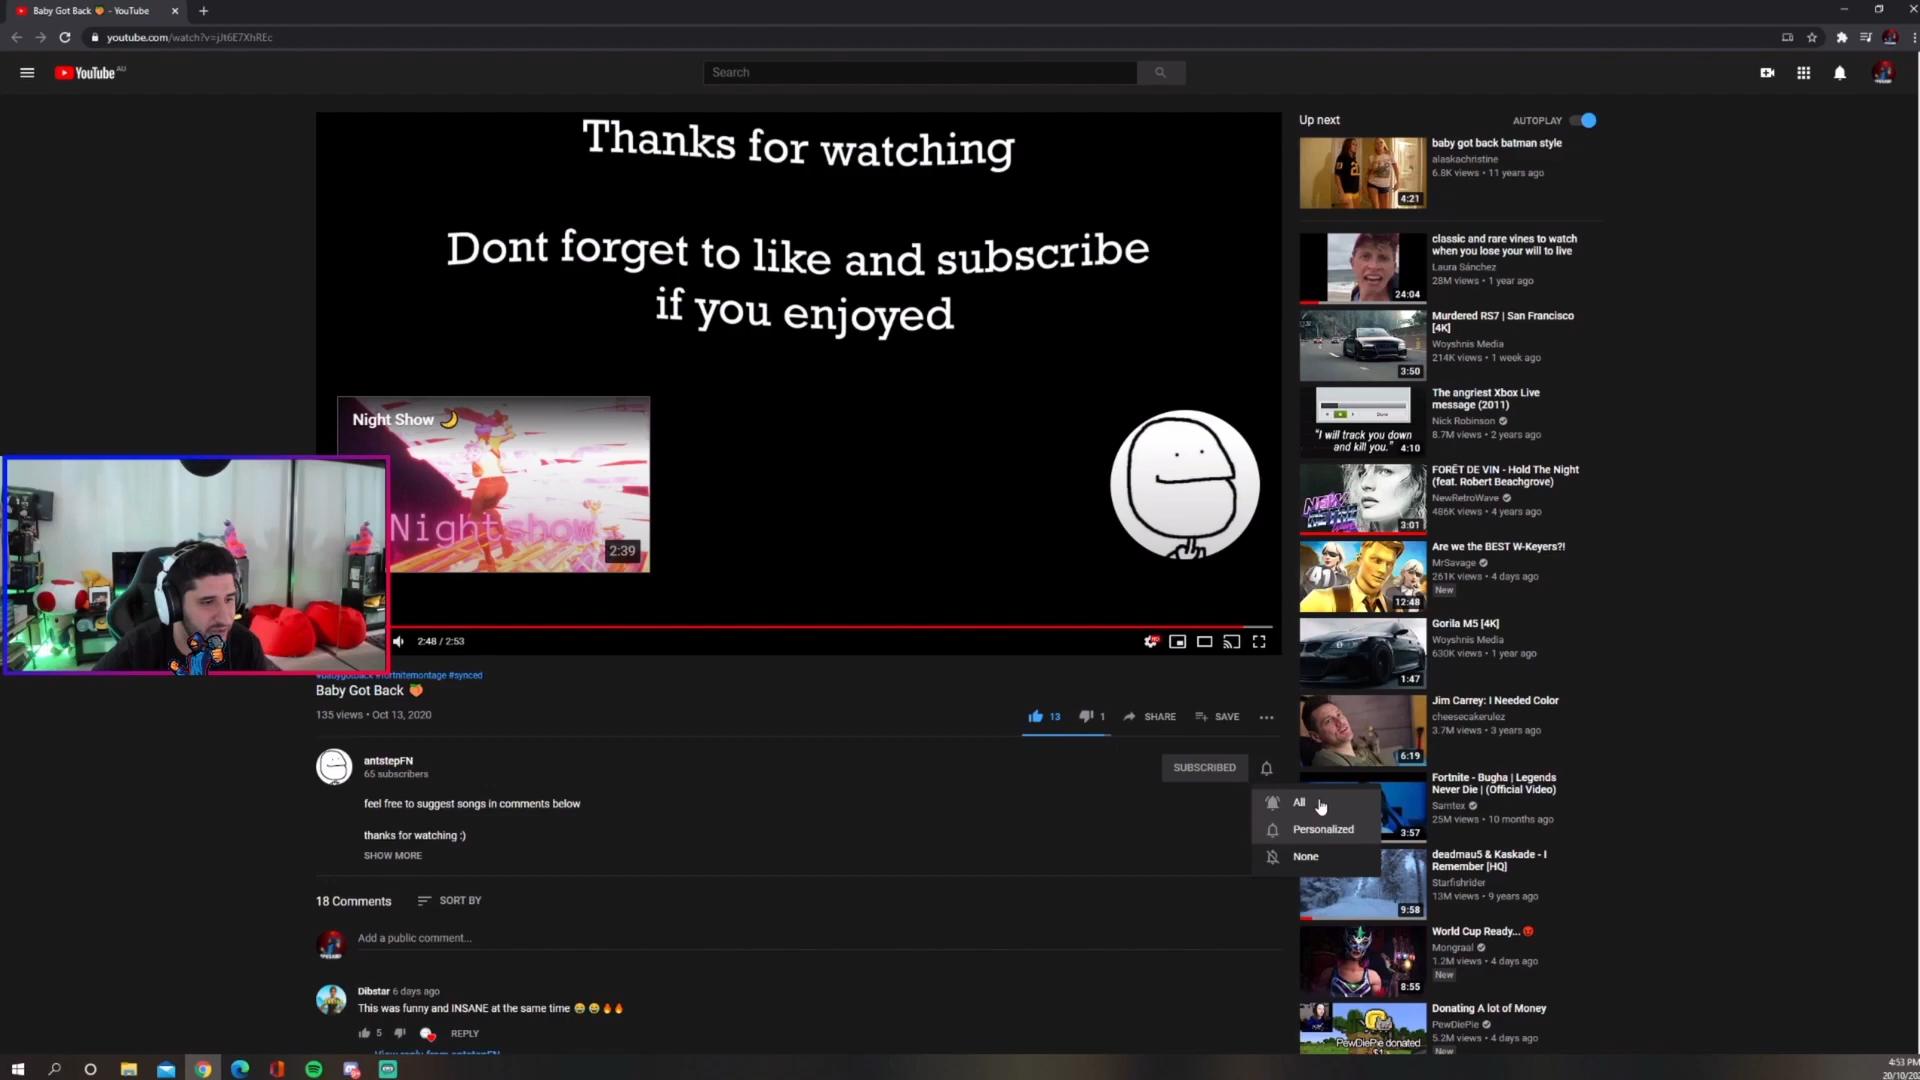 Baby Got Back 🍑 - YouTube
youtube.com/watch?v=jJt6E7XhREc
YouTube AU
Search
Thanks for watching
Dont forget to like and subscribe
if you enjoyed
Night Show 🌙
Nightshow
2:39
2:48 / 2:53
#babygotback #fortnitemontage #synced
Baby Got Back 🍑
135 views • Oct 13, 2020
13
1
SHARE
SAVE
antstepFN
65 subscribers
SUBSCRIBED
All
Personalized
None
feel free to suggest songs in comments below
thanks for watching :)
SHOW MORE
18 Comments
SORT BY
Add a public comment...
Dibstar 6 days ago
This was funny and INSANE at the same time 😂😂🔥🔥
5
REPLY
View reply from antstepFN
Up next
AUTOPLAY
baby got back batman style
alaskachristine
6.8K views • 11 years ago
4:21
classic and rare vines to watch
when you lose your will to live
Laura Sánchez
28M views • 1 year ago
24:04
Murdered RS7 | San Francisco
[4K]
Woyshnis Media
214K views • 1 week ago
3:50
The angriest Xbox Live
message (2011)
Nick Robinson
8.7M views • 2 years ago
Done
"I will track you down
and kill you."
4:10
FORÊT DE VIN - Hold The Night
(feat. Robert Beachgrove)
NewRetroWave
486K views • 4 years ago
NEW
3:01
Are we the BEST W-Keyers?!
MrSavage
261K views • 4 days ago
New
12:48
Gorila M5 [4K]
Woyshnis Media
630K views • 1 year ago
1:47
Jim Carrey: I Needed Color
cheesecakerulez
3.7M views • 3 years ago
6:19
Fortnite - Bugha | Legends
Never Die | (Official Video)
Samtex
25M views • 10 months ago
3:57
deadmau5 & Kaskade - I
Remember [HQ]
Starfishrider
13M views • 9 years ago
9:58
World Cup Ready... 😡
Mongraal
1.2M views • 4 days ago
New
8:55
Donating A lot of Money
PewDiePie
5.2M views • 4 days ago
New
PewDiePie donated
4:53 PM